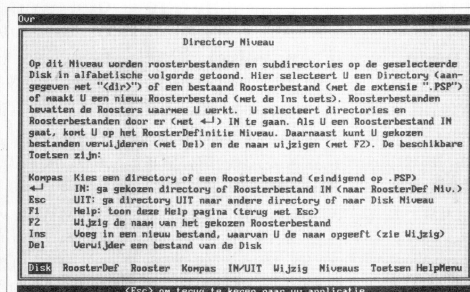 Ovr
Directory Niveau
Op dit Niveau worden roosterbestanden en subdirectories op de geselecteerde
Disk in alfabetische volgorde getoond. Hier selecteert U een Directory (aan-
gegeven met "<dir>") of een bestaand Roosterbestand (met de extensie ".PSP")
of maakt U een nieuw Roosterbestand (met de Ins toets). Roosterbestanden
bevatten de Roosters waarmee U werkt. U selecteert directories en
Roosterbestanden door er (met ←┘) IN te gaan. Als U een Roosterbestand IN
gaat, komt U op het RoosterDefinitie Niveau. Daarnaast kunt U gekozen
bestanden verwijderen (met Del) en de naam wijzigen (met F2). De beschikbare
Toetsen zijn:
Kompas Kies een directory of een Roosterbestand (eindigend op .PSP)
←┘ IN: ga gekozen directory of Roosterbestand IN (naar RoosterDef Niv.)
Esc UIT: ga directory UIT naar andere directory of naar Disk Niveau
F1 Help: toon deze Help pagina (terug met Esc)
F2 Wijzig de naam van het gekozen Roosterbestand
Ins Voeg in een nieuw bestand, waarvan U de naam opgeeft (zie Wijzig)
Del Verwijder een bestand van de Disk
Disk RoosterDef Rooster Kompas IN/UIT Wijzig Niveaus Toetsen HelpMenu
<Esc> om terug te keren naar uw applicatie